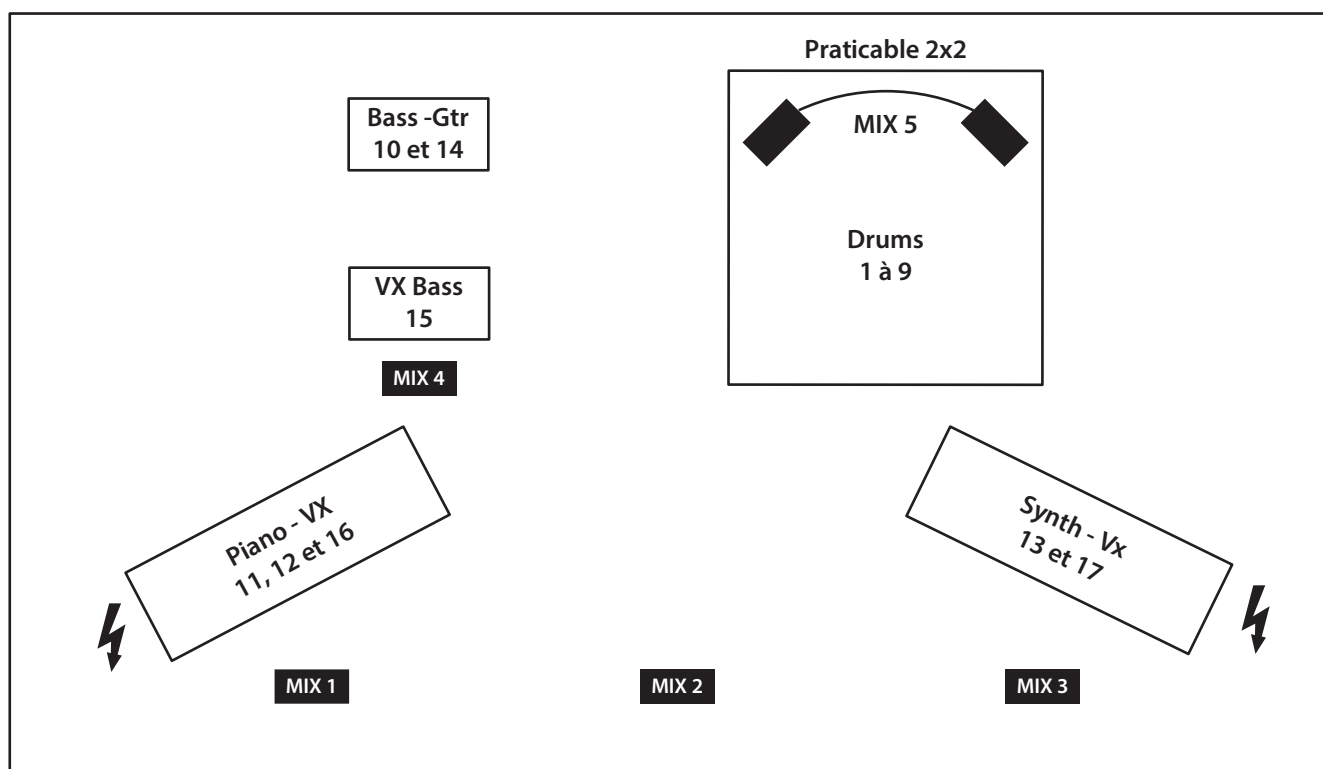 Praticable 2x2
Bass -Gtr
10 et 14
MIX 5
Drums
1 à 9
VX Bass
15
MIX 4
Piano - VX
11, 12 et 16
Synth - Vx
13 et 17
MIX 1
MIX 2
MIX 3